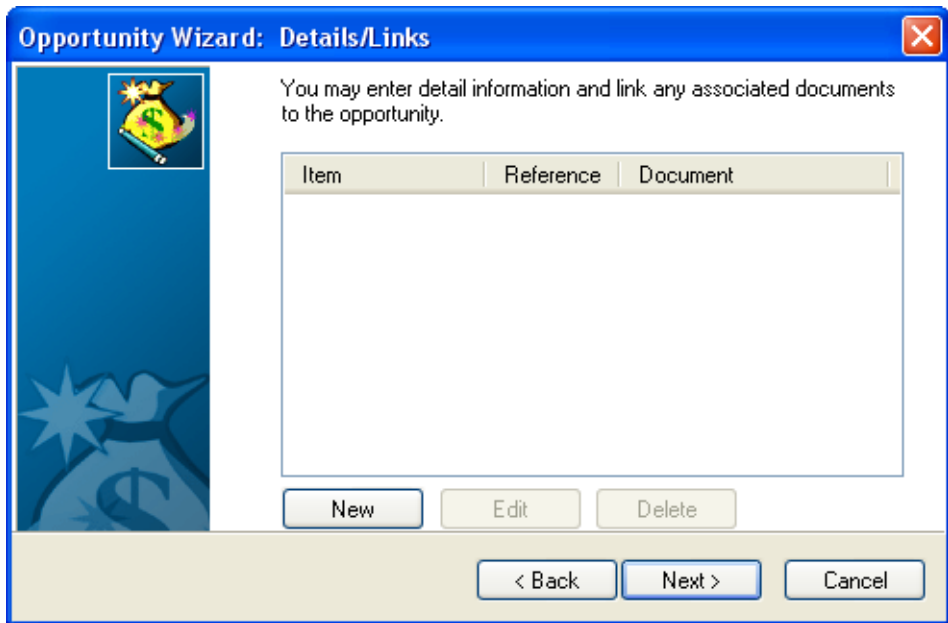 Opportunity Wizard: Details/Links
You may enter detail information and link any associated documents
to the opportunity.
Item Reference Document
New Edit Delete
< Back Next > Cancel